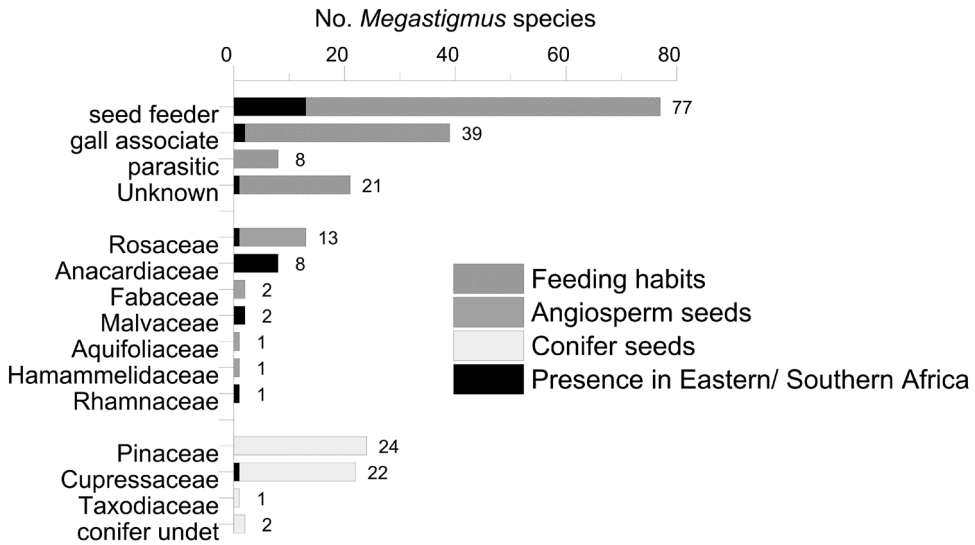 No. Megastigmus species
0 20 40 60 80
seed feeder 77
gall associate 39
parasitic 8
Unknown 21
Rosaceae 13
Anacardiaceae 8
Fabaceae 2
Malvaceae 2
Aquifoliaceae 1
Hamammelidaceae 1
Rhamnaceae 1
Pinaceae 24
Cupressaceae 22
Taxodiaceae 1
conifer undet 2
Feeding habits
Angiosperm seeds
Conifer seeds
Presence in Eastern/ Southern Africa